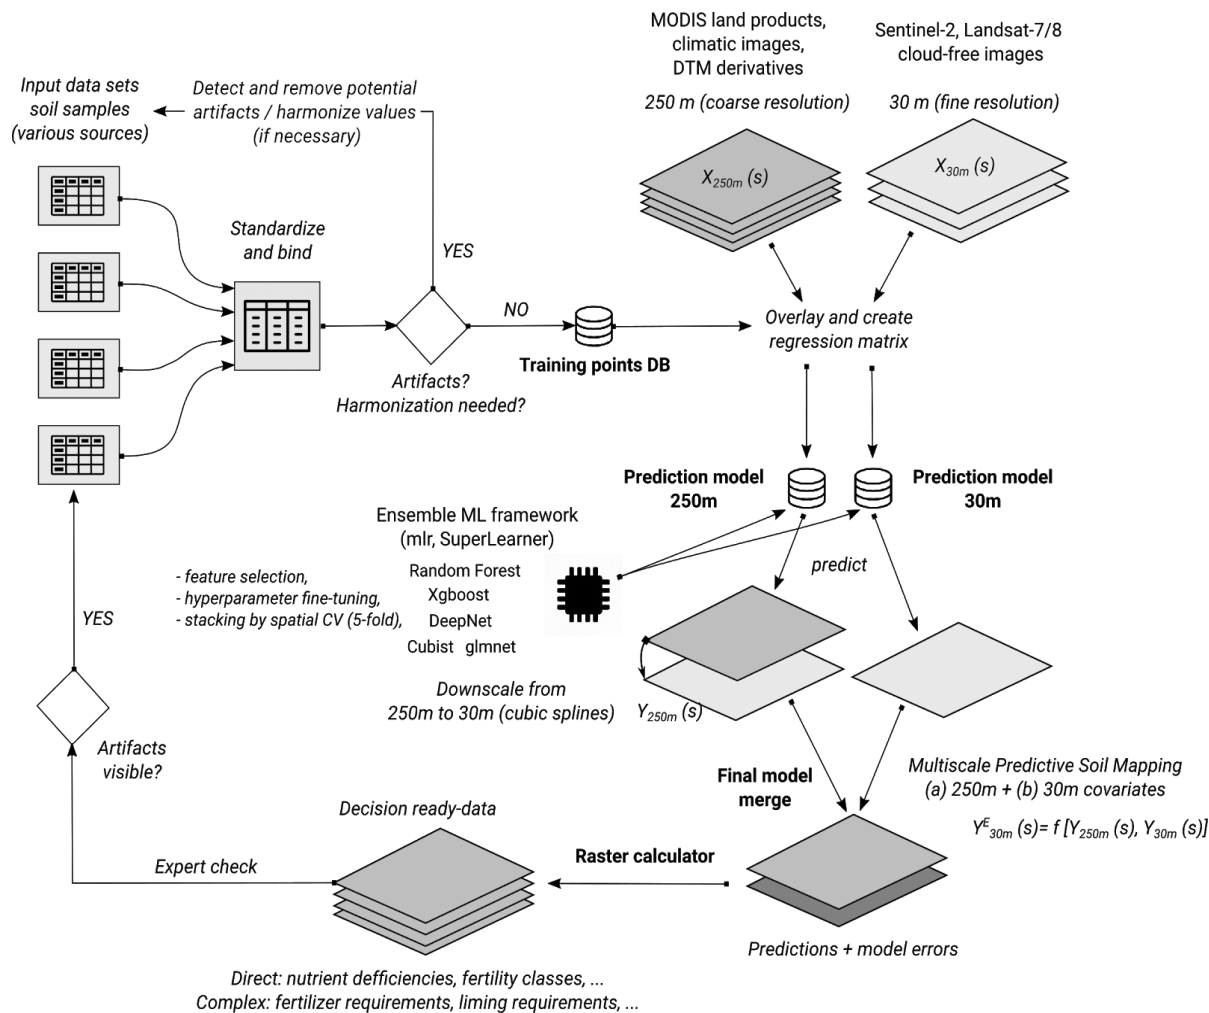 MODIS land products,
climatic images,
DTM derivatives
250 m (coarse resolution)
Sentinel-2, Landsat-7/8
cloud-free images
30 m (fine resolution)
Input data sets
soil samples
(various sources)
Detect and remove potential
artifacts / harmonize values
(if necessary)
X250m (s)
X30m (s)
Standardize
and bind
YES
NO
Training points DB
Overlay and create
regression matrix
Artifacts?
Harmonization needed?
Prediction model
250m
Prediction model
30m
Ensemble ML framework
(mlr, SuperLearner)
Random Forest
Xgboost
DeepNet
Cubist glmnet
- feature selection,
- hyperparameter fine-tuning,
- stacking by spatial CV (5-fold),
predict
YES
Downscale from
250m to 30m (cubic splines)
Y250m (s)
Artifacts
visible?
Final model
merge
Multiscale Predictive Soil Mapping
(a) 250m + (b) 30m covariates
YE30m (s)= f [Y250m (s), Y30m (s)]
Decision ready-data
Expert check
Raster calculator
Predictions + model errors
Direct: nutrient defficiencies, fertility classes, ...
Complex: fertilizer requirements, liming requirements, ...